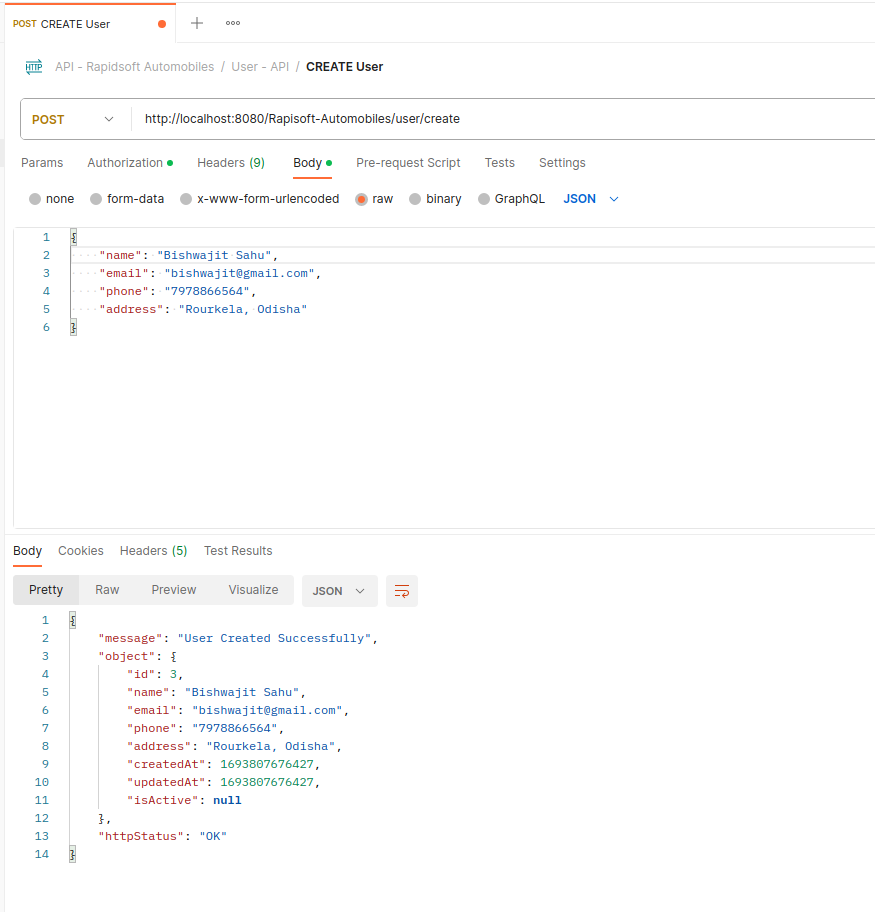 POST CREATE User
HTTP API - Rapidsoft Automobiles / User - API / CREATE User
POST http://localhost:8080/Rapisoft-Automobiles/user/create
Params Authorization Headers (9) Body Pre-request Script Tests Settings
none form-data x-www-form-urlencoded raw binary GraphQL JSON
1 {
2 "name": "Bishwajit Sahu",
3 "email": "bishwajit@gmail.com",
4 "phone": "7978866564",
5 "address": "Rourkela, Odisha"
6 }
Body Cookies Headers (5) Test Results
Pretty Raw Preview Visualize JSON
1 {
2 "message": "User Created Successfully",
3 "object": {
4 "id": 3,
5 "name": "Bishwajit Sahu",
6 "email": "bishwajit@gmail.com",
7 "phone": "7978866564",
8 "address": "Rourkela, Odisha",
9 "createdAt": 1693807676427,
10 "updatedAt": 1693807676427,
11 "isActive": null
12 },
13 "httpStatus": "OK"
14 }